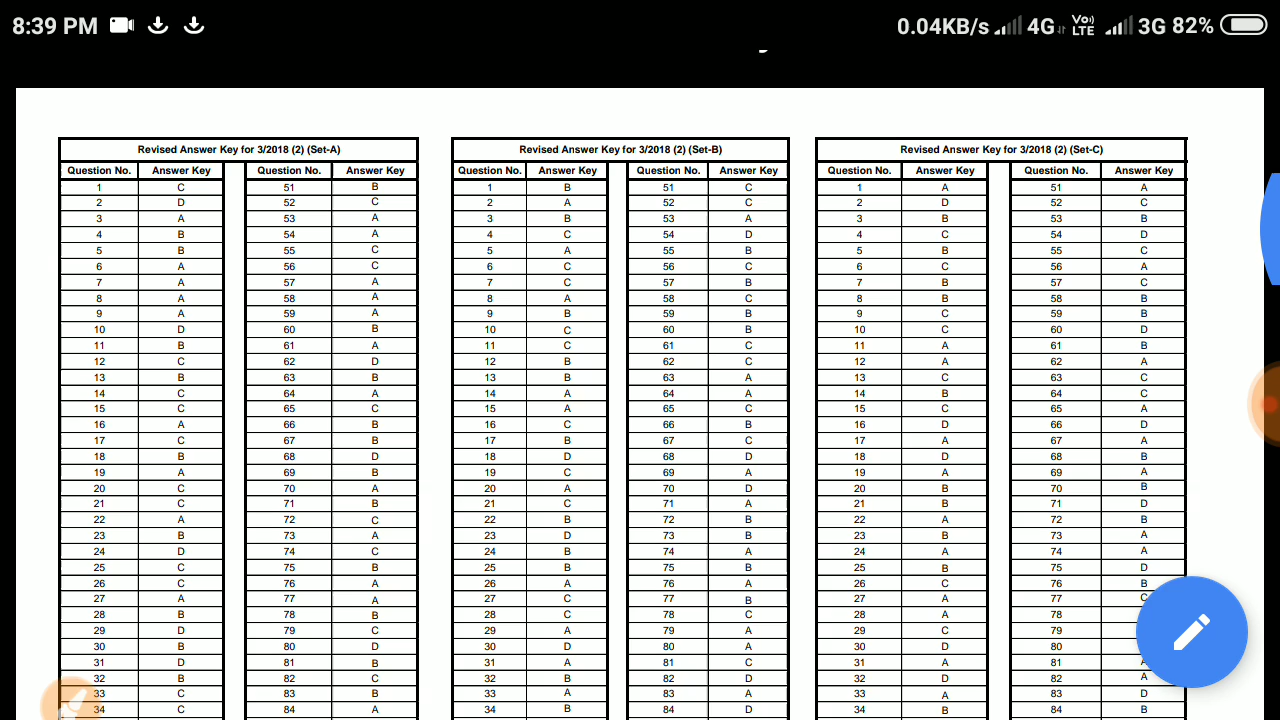 8:39 PM 0.04KB/s 4G Vo)) LTE 3G 82%
Revised Answer Key for 3/2018 (2) (Set-A) Revised Answer Key for 3/2018 (2) (Set-B) Revised Answer Key for 3/2018 (2) (Set-C)
Question No. Answer Key Question No. Answer Key Question No. Answer Key Question No. Answer Key Question No. Answer Key Question No. Answer Key
1 C 51 B 1 B 51 C 1 A 51 A
2 D 52 C 2 A 52 C 2 D 52 C
3 A 53 A 3 B 53 A 3 B 53 B
4 B 54 A 4 C 54 D 4 C 54 D
5 B 55 C 5 A 55 B 5 B 55 C
6 A 56 C 6 C 56 C 6 C 56 A
7 A 57 A 7 C 57 B 7 B 57 C
8 A 58 A 8 A 58 C 8 B 58 B
9 A 59 A 9 B 59 B 9 C 59 B
10 D 60 B 10 C 60 B 10 C 60 D
11 B 61 A 11 C 61 C 11 A 61 B
12 C 62 D 12 B 62 C 12 A 62 A
13 B 63 B 13 B 63 A 13 C 63 C
14 C 64 A 14 A 64 A 14 B 64 C
15 C 65 C 15 A 65 C 15 C 65 A
16 A 66 B 16 C 66 B 16 D 66 D
17 C 67 B 17 B 67 C 17 A 67 A
18 B 68 D 18 D 68 D 18 D 68 B
19 A 69 B 19 C 69 A 19 A 69 A
20 C 70 A 20 A 70 D 20 B 70 B
21 C 71 B 21 C 71 A 21 B 71 D
22 A 72 C 22 B 72 B 22 A 72 B
23 B 73 A 23 D 73 B 23 B 73 A
24 D 74 C 24 B 74 A 24 A 74 A
25 C 75 B 25 B 75 B 25 B 75 D
26 C 76 A 26 A 76 A 26 C 76 B
27 A 77 A 27 C 77 B 27 A 77 C
28 B 78 B 28 C 78 C 28 A 78
29 D 79 C 29 A 79 A 29 C 79
30 B 80 D 30 D 80 A 30 D 80
31 D 81 B 31 A 81 C 31 A 81 A
32 B 82 C 32 B 82 D 32 D 82 A
33 C 83 B 33 A 83 A 33 A 83 D
34 C 84 A 34 B 84 D 34 B 84 B